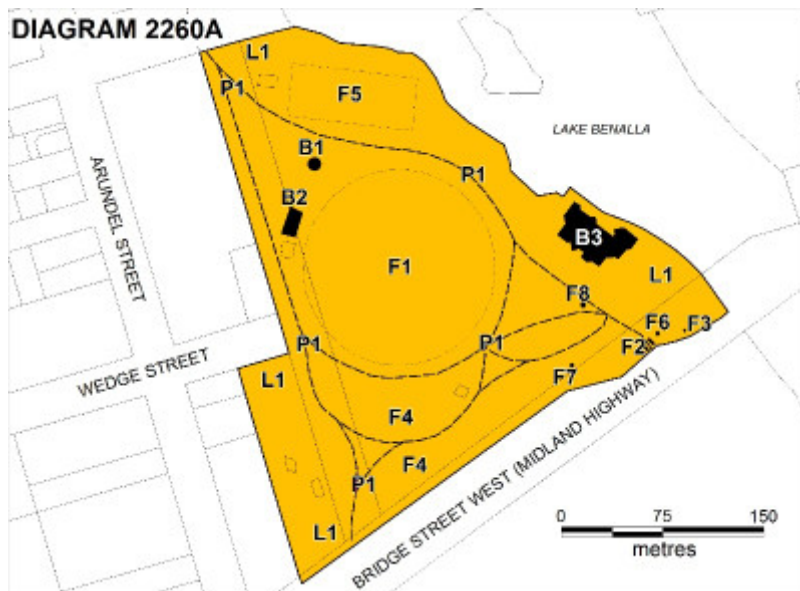 DIAGRAM 2260A
L1
P1
F5
LAKE BENALLA
B1
ARUNDEL STREET
P1
B2
B3
F1
L1
F8
F6
F3
P1
P1
F2
WEDGE STREET
L1
F7
F4
F4
P1
BRIDGE STREET WEST (MIDLAND HIGHWAY)
L1
0 75 150
metres